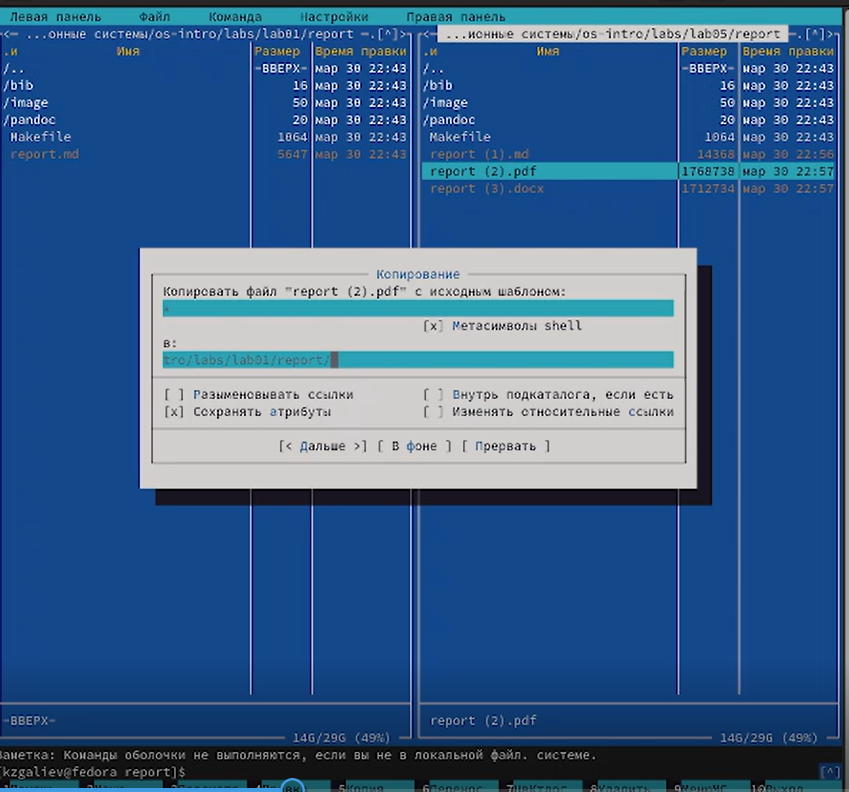 Левая панель Файл Команда Настройки Правая панель
<— ...онные системы/os-intro/labs/lab01/report —.[^]>
.и Имя Размер Время правки
/.. -ВВЕРХ- мар 30 22:43
/bib 16 мар 30 22:43
/image 50 мар 30 22:43
/pandoc 20 мар 30 22:43
Makefile 1064 мар 30 22:43
report.md 5647 мар 30 22:43
<— ...ионные системы/os-intro/labs/lab05/report —.[^]>
.и Имя Размер Время правки
/.. -ВВЕРХ- мар 30 22:43
/bib 16 мар 30 22:43
/image 50 мар 30 22:43
/pandoc 20 мар 30 22:43
Makefile 1064 мар 30 22:43
report (1).md 14368 мар 30 22:56
report (2).pdf 1768738 мар 30 22:57
report (3).docx 1712734 мар 30 22:57
Копирование
Копировать файл "report (2).pdf" с исходным шаблоном:
*
[x] Метасимволы shell
в:
tro/labs/lab01/report/
[ ] Разыменовывать ссылки [ ] Внутрь подкаталога, если есть
[x] Сохранять атрибуты [ ] Изменять относительные ссылки
[< Дальше >] [ В фоне ] [ Прервать ]
-ВВЕРХ-
14G/29G (49%)
report (2).pdf
14G/29G (49%)
Заметка: Команды оболочки не выполняются, если вы не в локальной файл. системе.
[kzgaliev@fedora report]$ [^]
5Копия 6Перенос 8Удалить 9МенюMC 10Выход